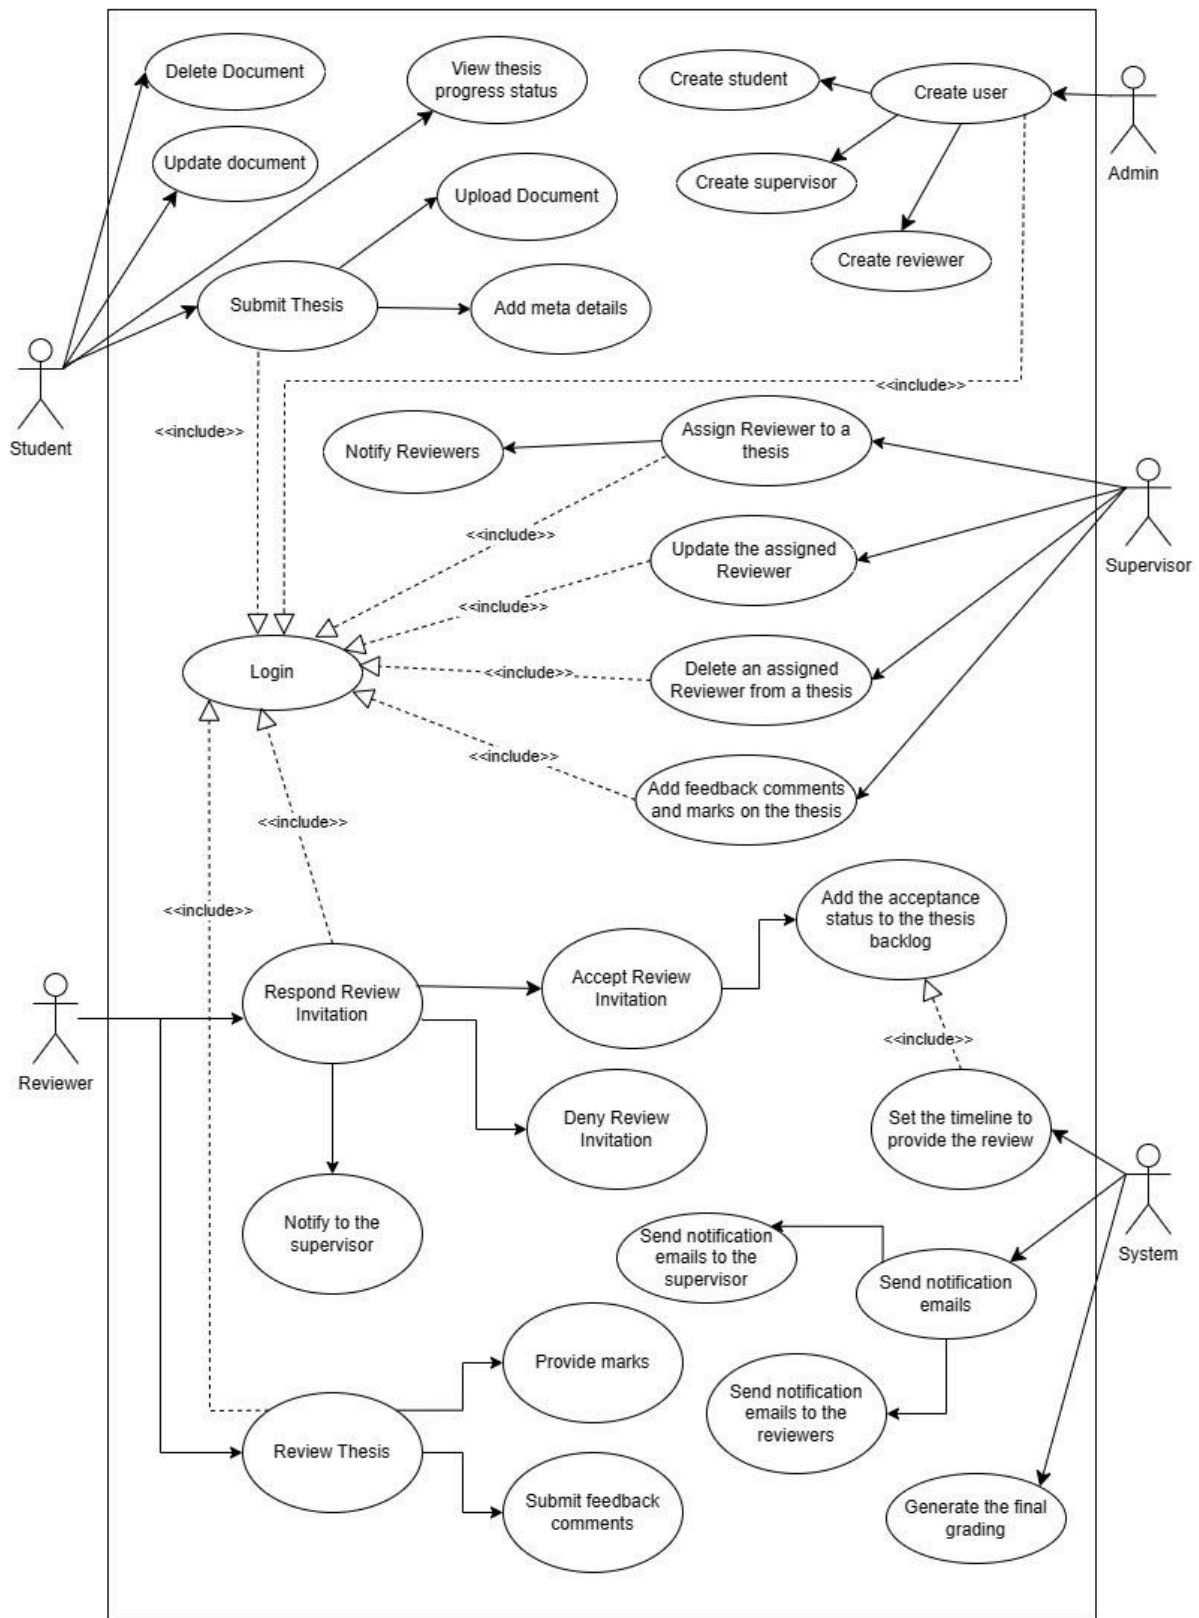 Delete Document
View thesis
progress status
Create student
Create user
Admin
Update document
Upload Document
Create supervisor
Create reviewer
Submit Thesis
Add meta details
Student
<<include>>
<<include>>
Notify Reviewers
Assign Reviewer to a
thesis
Supervisor
<<include>>
Update the assigned
Reviewer
<<include>>
Login
<<include>>
Delete an assigned
Reviewer from a thesis
<<include>>
Add feedback comments
and marks on the thesis
<<include>>
<<include>>
Add the acceptance
status to the thesis
backlog
Reviewer
Respond Review
Invitation
Accept Review
Invitation
<<include>>
Deny Review
Invitation
Set the timeline to
provide the review
System
Notify to the
supervisor
Send notification
emails to the
supervisor
Send notification
emails
Provide marks
Send notification
emails to the
reviewers
Review Thesis
Submit feedback
comments
Generate the final
grading